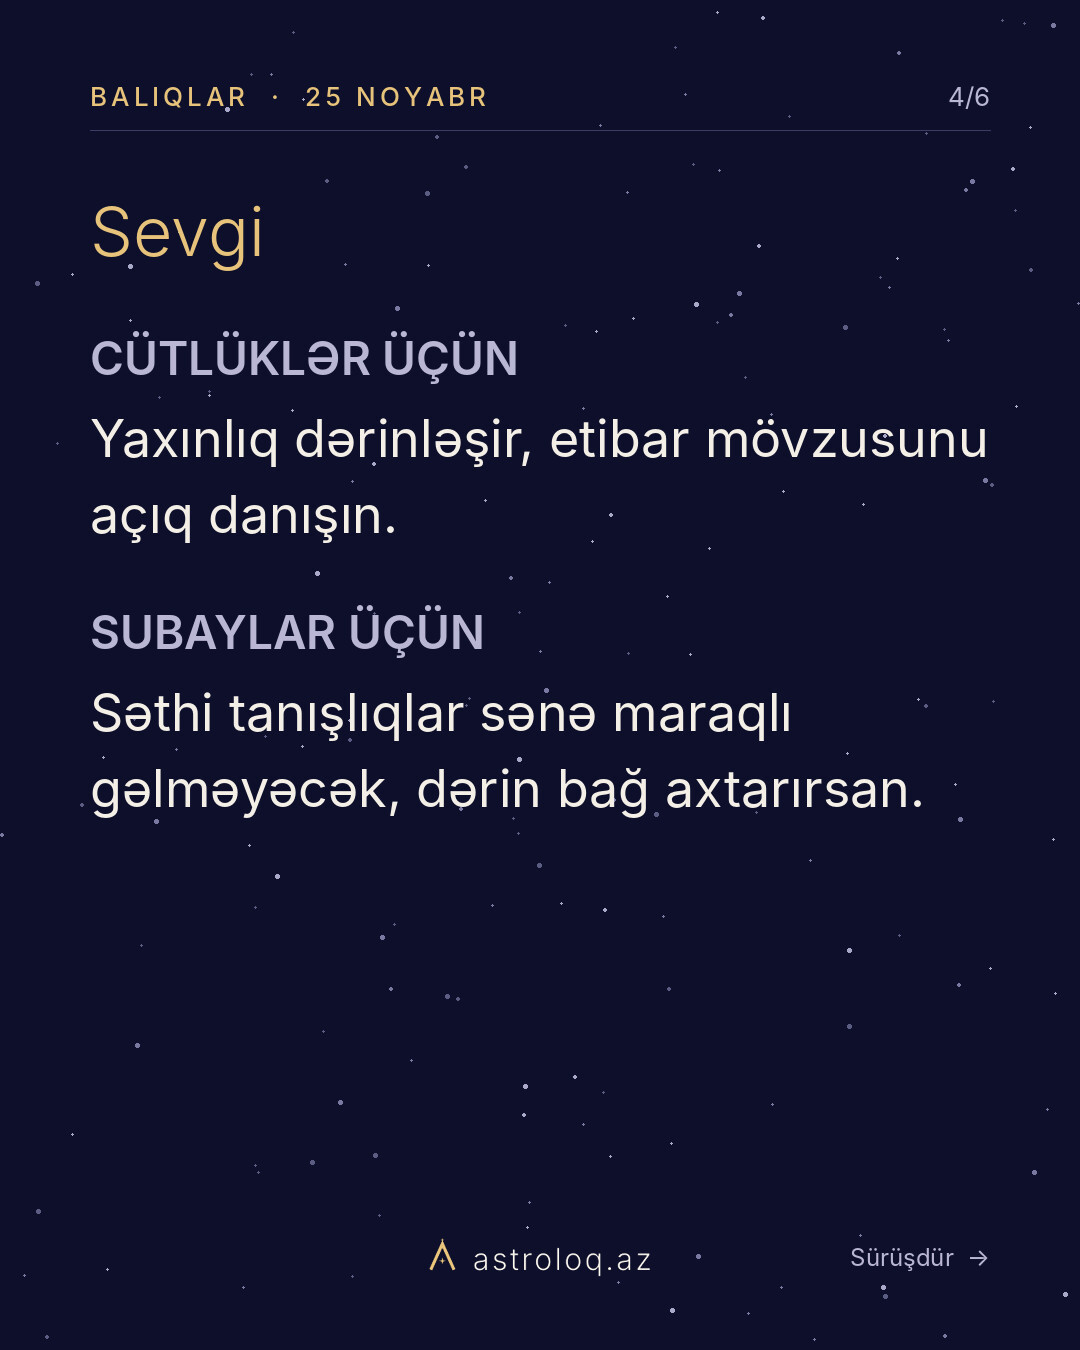 BALIQLAR · 25 NOYABR 4/6
Sevgi
CÜTLÜKLƏR ÜÇÜN
Yaxınlıq dərinləşir, etibar mövzusunu
açıq danışın.
SUBAYLAR ÜÇÜN
Səthi tanışlıqlar sənə maraqlı
gəlməyəcək, dərin bağ axtarırsan.
astroloq.az Sürüşdür →